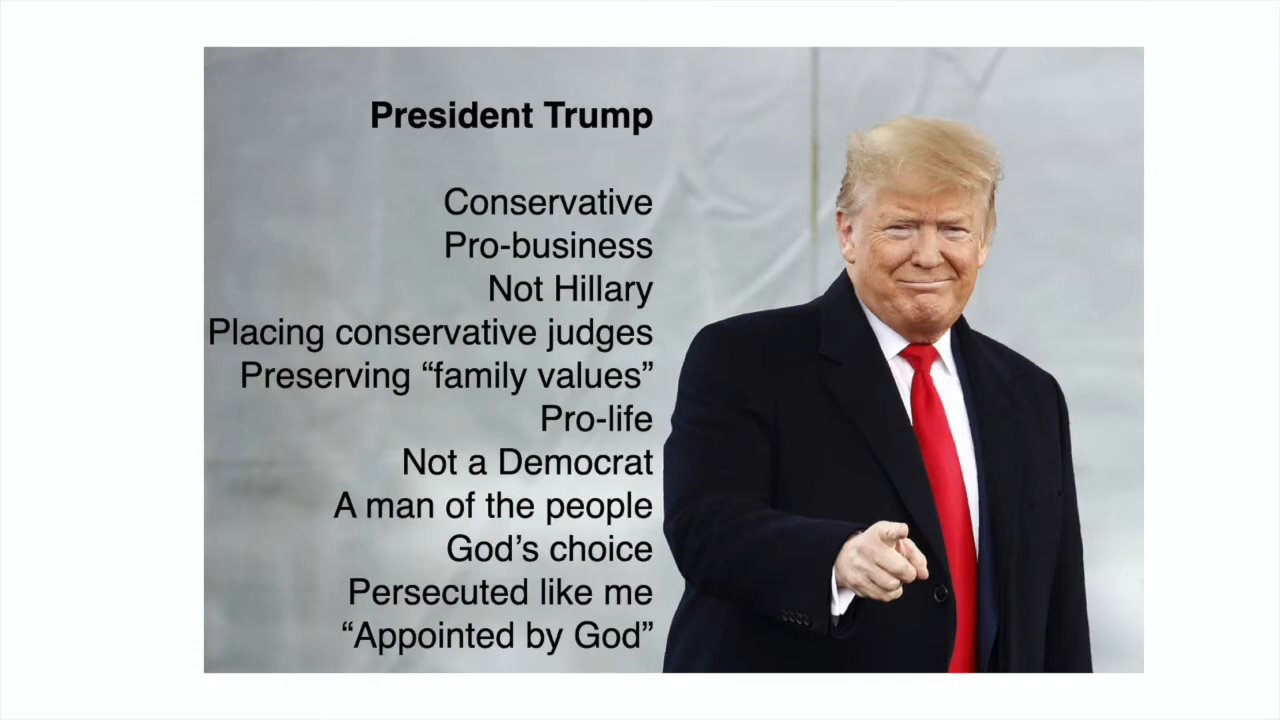 President Trump
Conservative
Pro-business
Not Hillary
Placing conservative judges
Preserving “family values”
Pro-life
Not a Democrat
A man of the people
God’s choice
Persecuted like me
“Appointed by God”